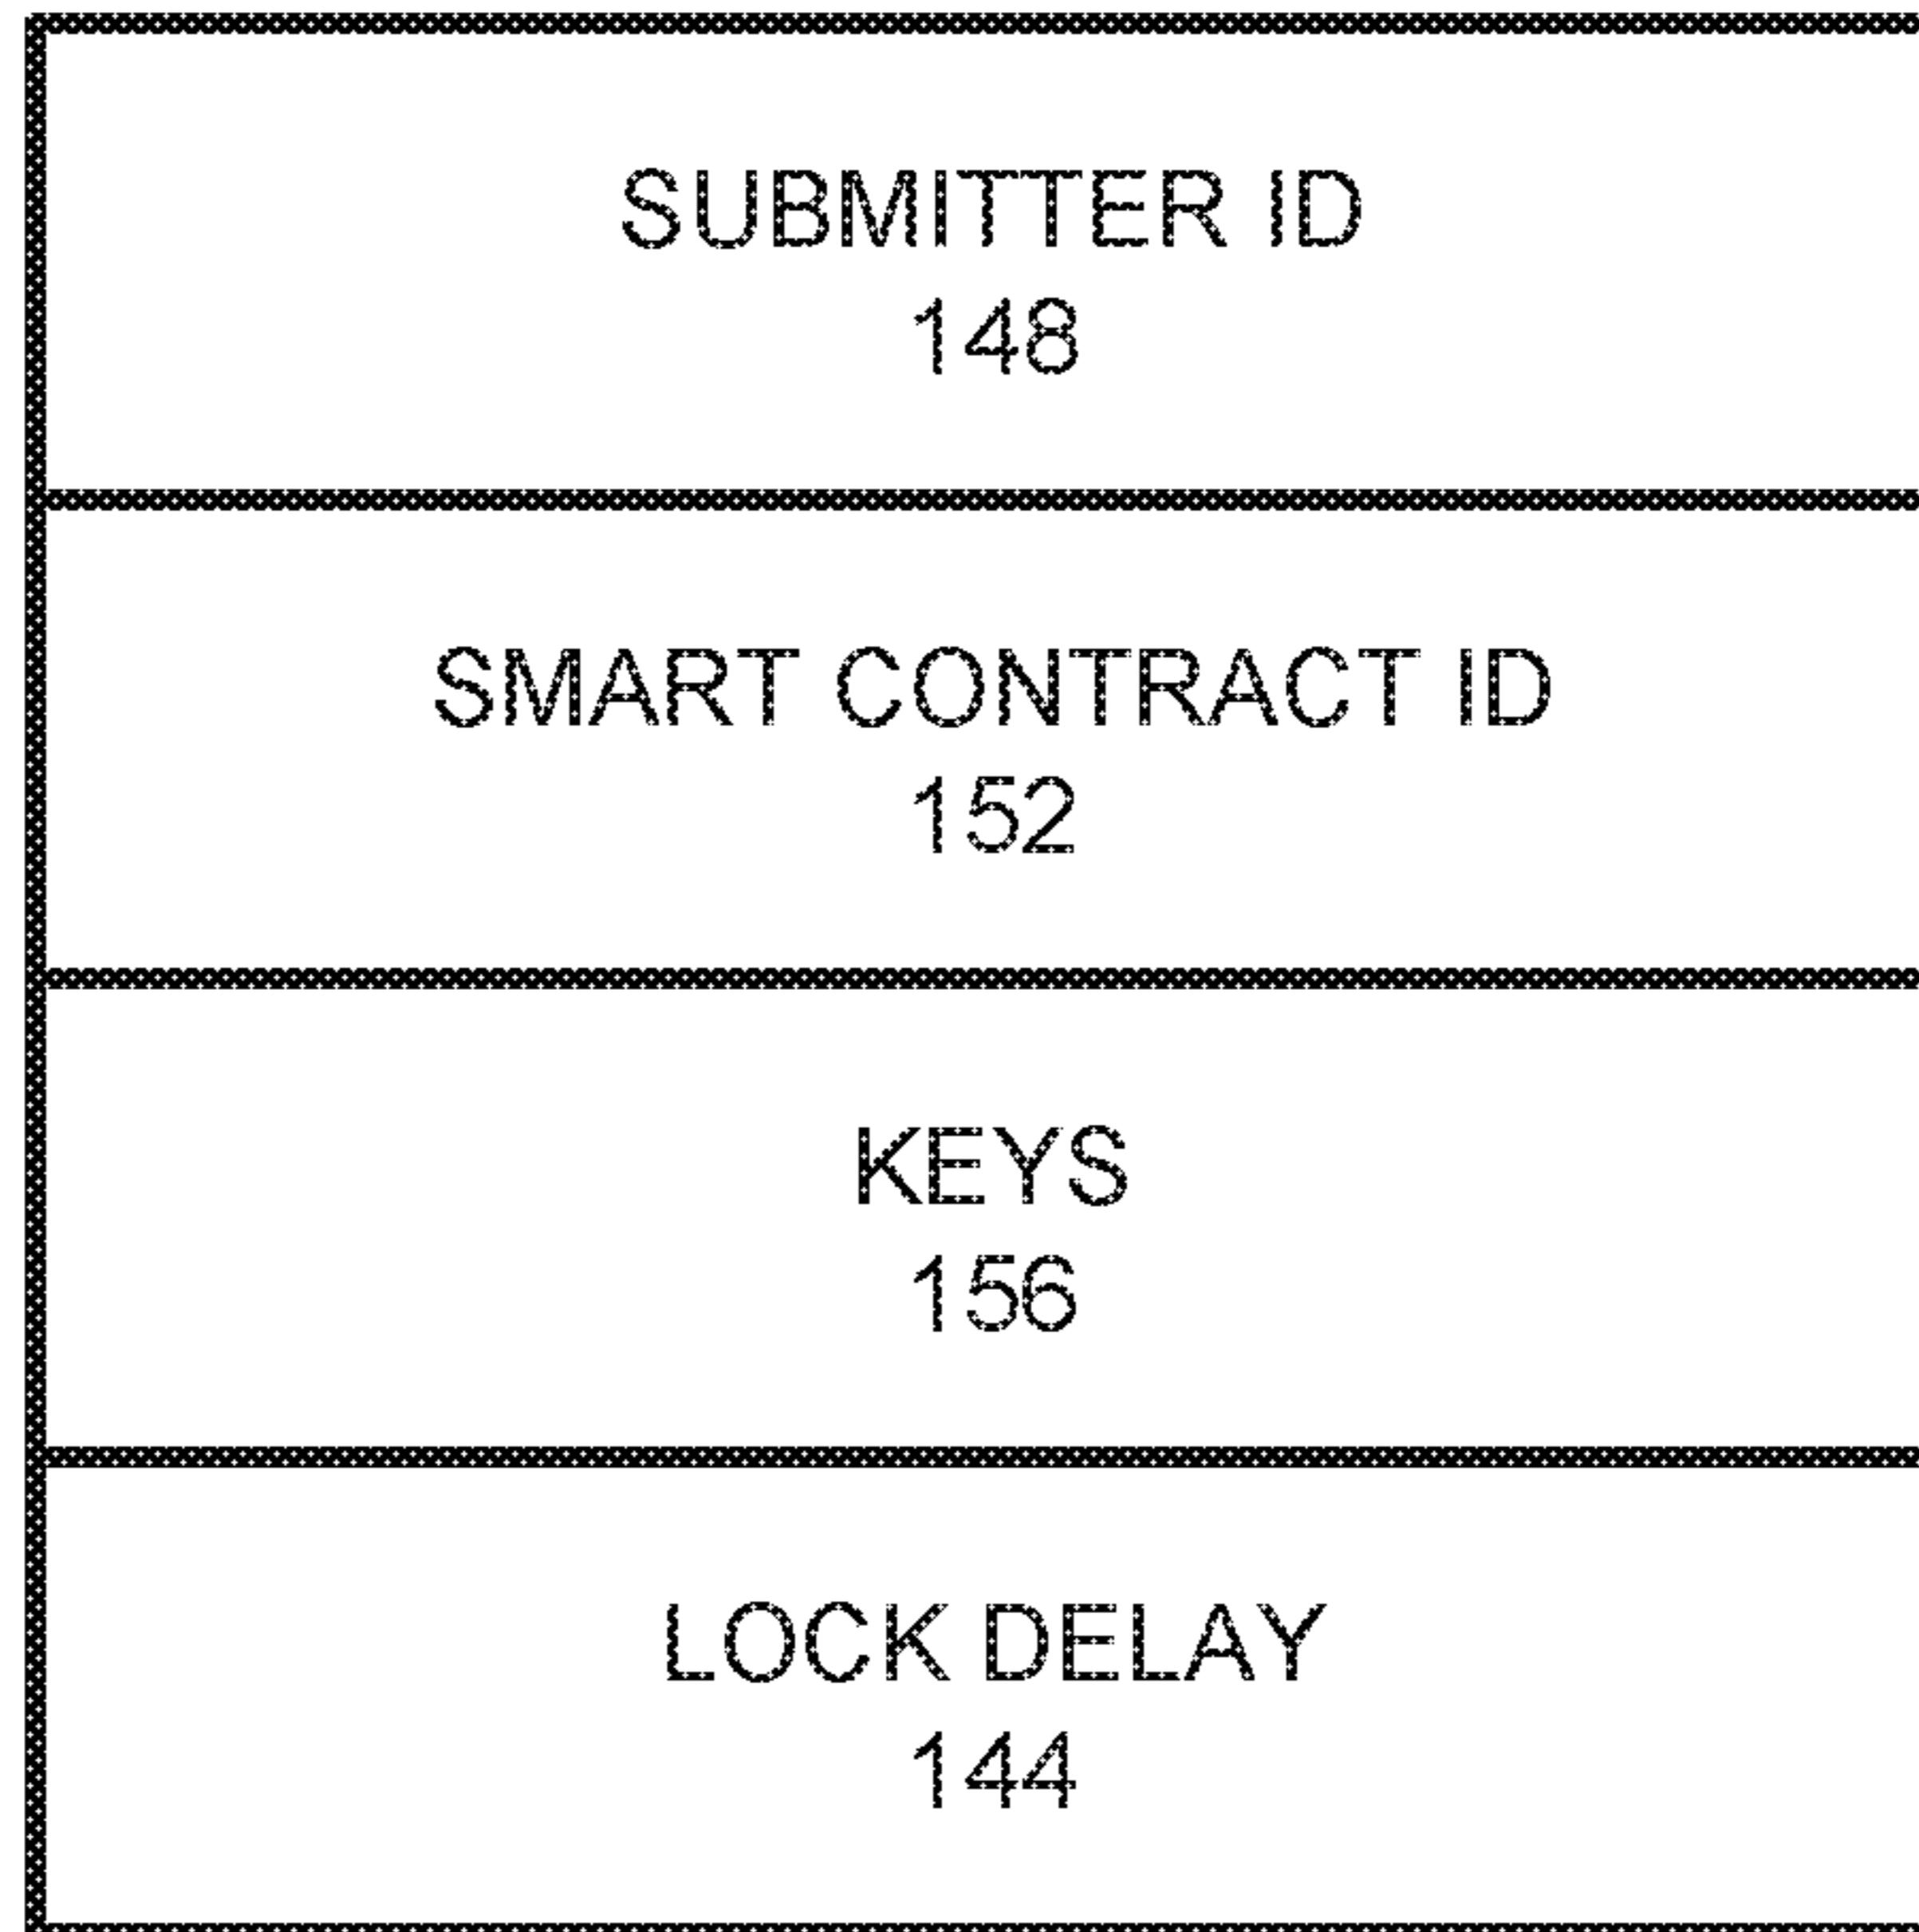 SUBMITTER ID
148
SMART CONTRACT ID
152
KEYS
156
LOCK DELAY
144